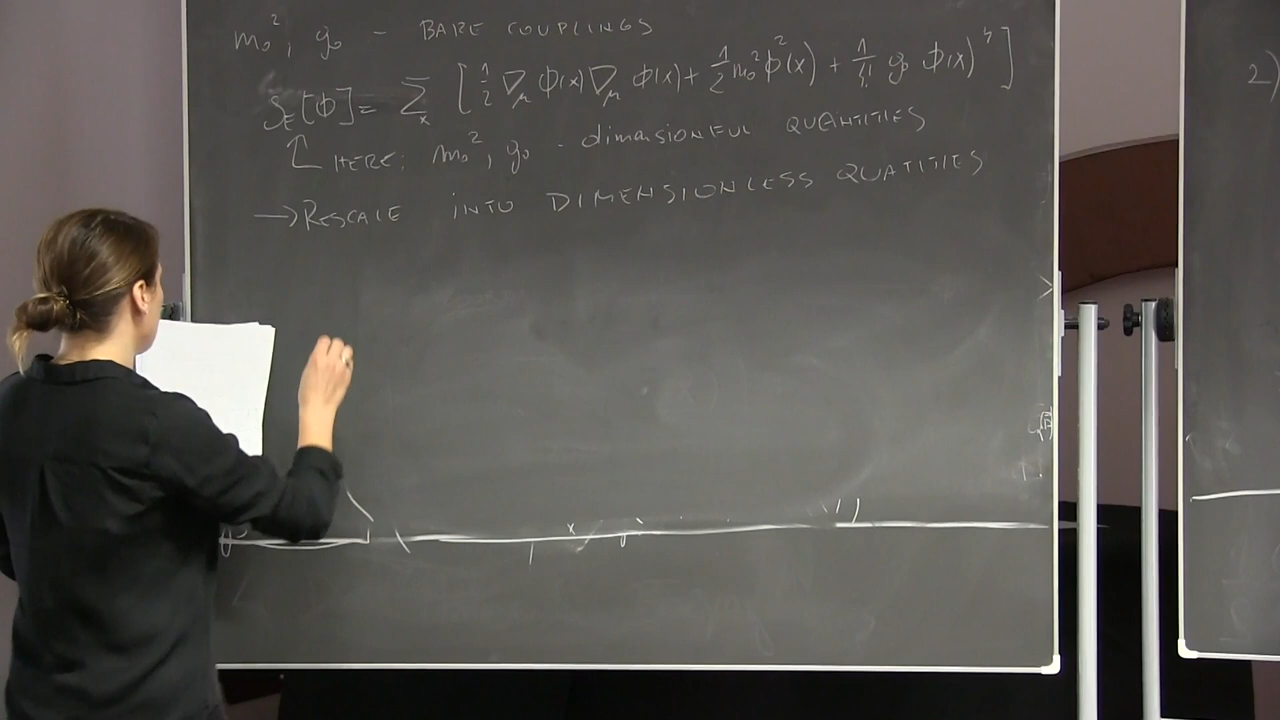 m₀², g₀ - BARE COUPLINGS
S_E[ϕ] = Σ_x [ 1/2 ∇_μ ϕ(x) ∇_μ ϕ(x) + 1/2 m₀² ϕ²(x) + 1/4! g₀ ϕ(x)⁴ ]
↑ HERE: m₀², g₀ - dimensionful QUANTITIES
→ RESCALE INTO DIMENSIONLESS QUATITIES
2)